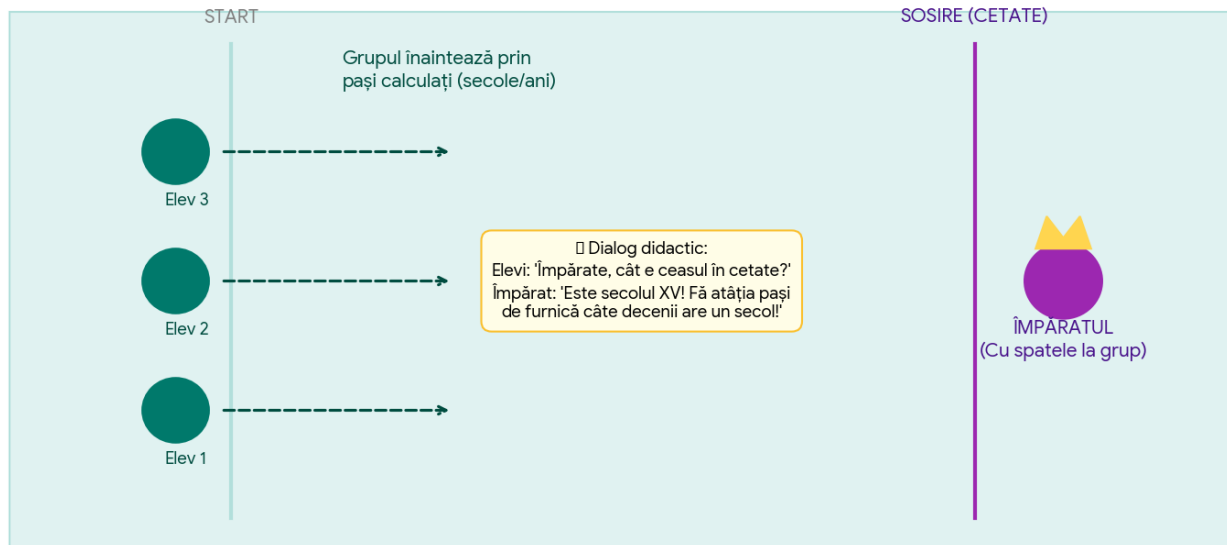 START
SOSIRE (CETATE)
Grupul înaintează prin
pași calculați (secole/ani)
Elev 3
Dialog didactic:
Elevi: 'Împărate, cât e ceasul în cetate?'
Împărat: 'Este secolul XV! Fă atâția pași
de furnică câte decenii are un secol!'
Elev 2
ÎMPĂRATUL
(Cu spatele la grup)
Elev 1